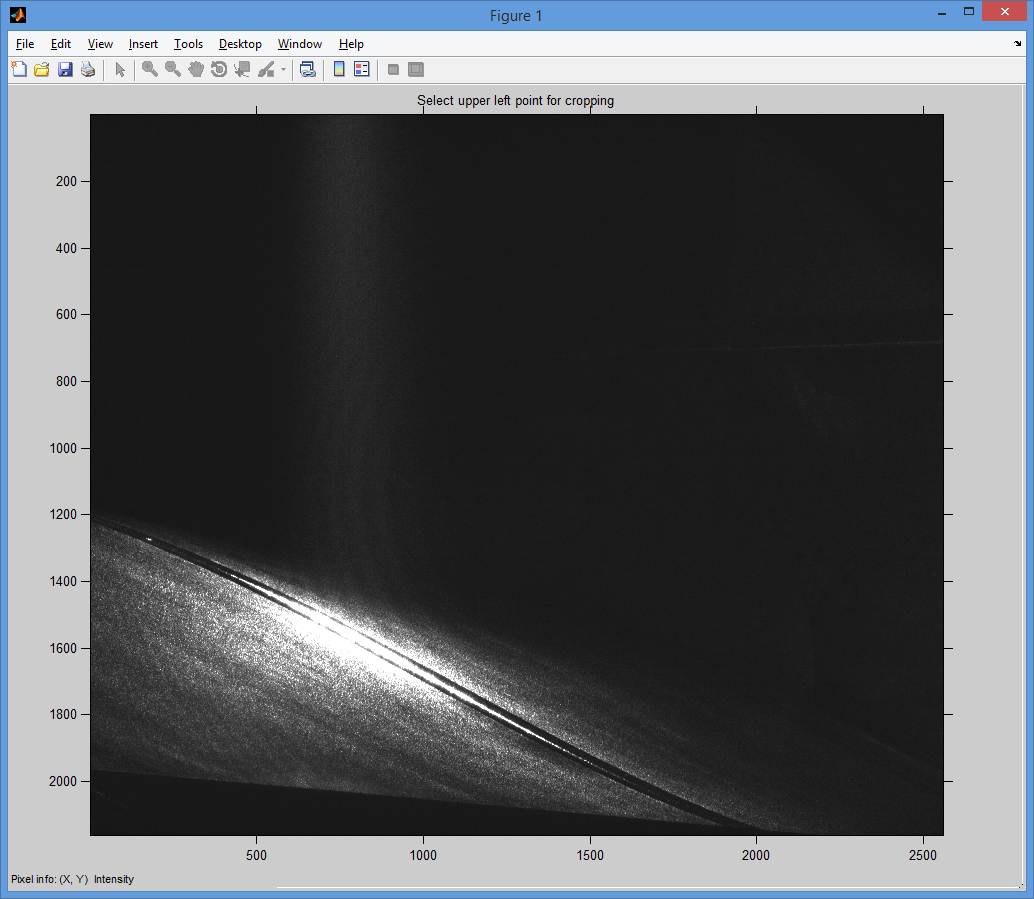 Figure 1
File Edit View Insert Tools Desktop Window Help
Select upper left point for cropping
200
400
600
800
1000
1200
1400
1600
1800
2000
500 1000 1500 2000 2500
Pixel info: (X, Y) Intensity